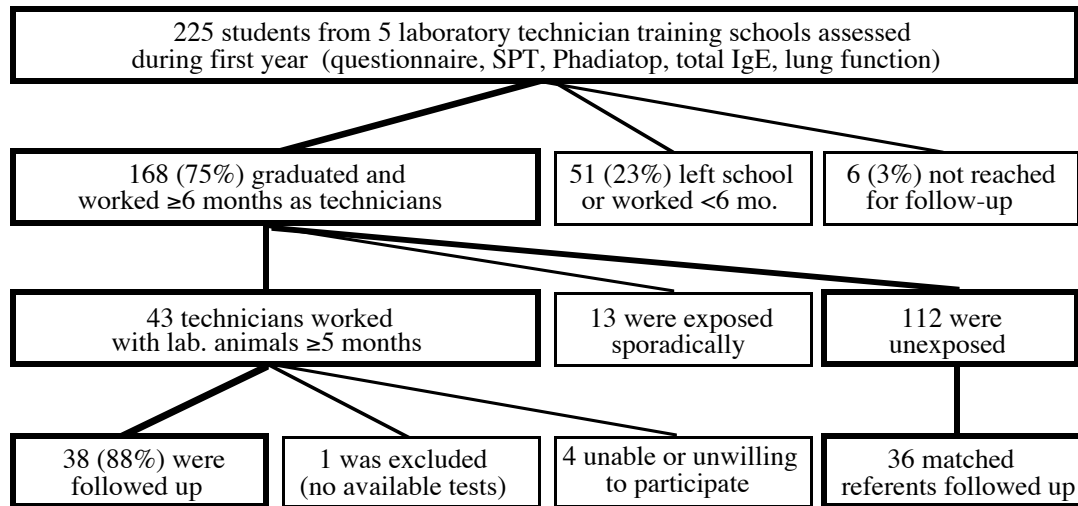 225 students from 5 laboratory technician training schools assessed
during first year (questionnaire, SPT, Phadiatop, total IgE, lung function)
168 (75%) graduated and
worked ≥6 months as technicians
51 (23%) left school
or worked <6 mo.
6 (3%) not reached
for follow-up
43 technicians worked
with lab. animals ≥5 months
13 were exposed
sporadically
112 were
unexposed
38 (88%) were
followed up
1 was excluded
(no available tests)
4 unable or unwilling
to participate
36 matched
referents followed up